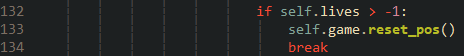 132 if self.lives > -1:
133 self.game.reset_pos()
134 break